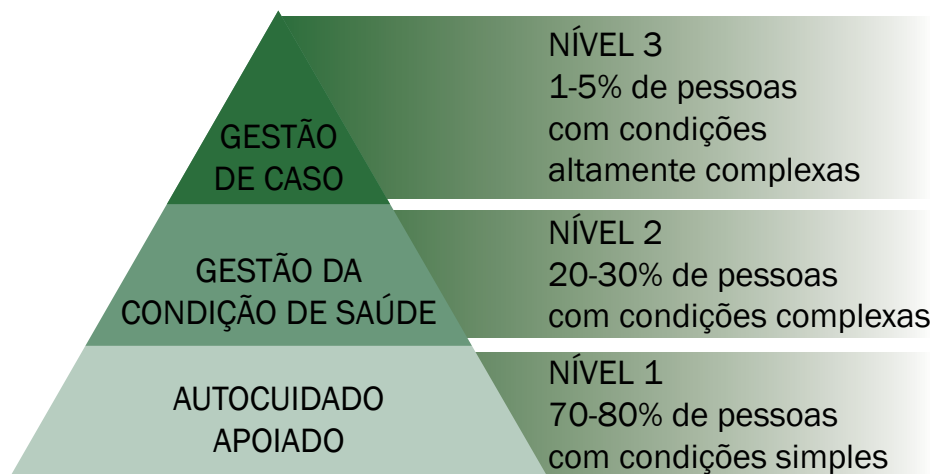 GESTÃO
DE CASO
NÍVEL 3
1-5% de pessoas
com condições
altamente complexas
GESTÃO DA
CONDIÇÃO DE SAÚDE
NÍVEL 2
20-30% de pessoas
com condições complexas
AUTOCUIDADO
APOIADO
NÍVEL 1
70-80% de pessoas
com condições simples